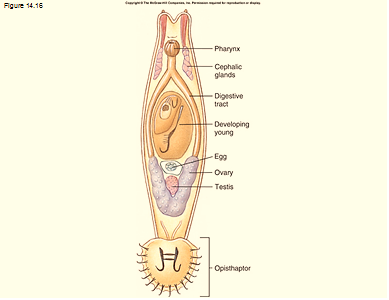 Figure 14.16
Copyright © The McGraw-Hill Companies, Inc. Permission required for reproduction or display.
Pharynx
Cephalic
glands
Digestive
tract
Developing
young
Egg
Ovary
Testis
Opisthaptor